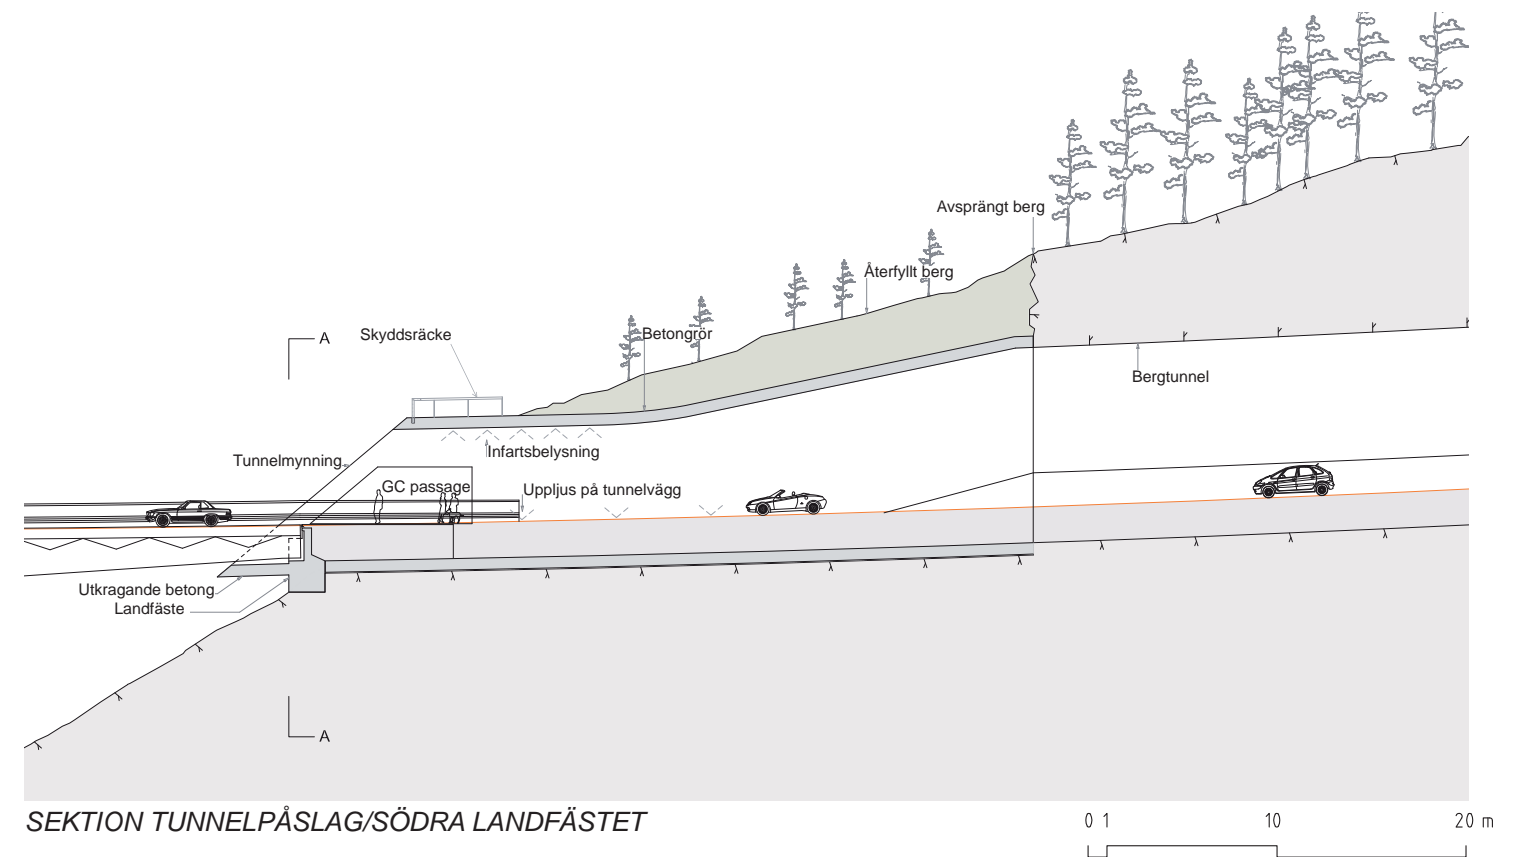 Avsprängt berg
Återfyllt berg
A
Skyddsräcke
Betongrör
Bergtunnel
Infartsbelysning
Tunnelmynning
GC passage
Uppljus på tunnelvägg
Utkragande betong
Landfäste
A
SEKTION TUNNELPÅSLAG/SÖDRA LANDFÄSTET
0 1 10 20 m